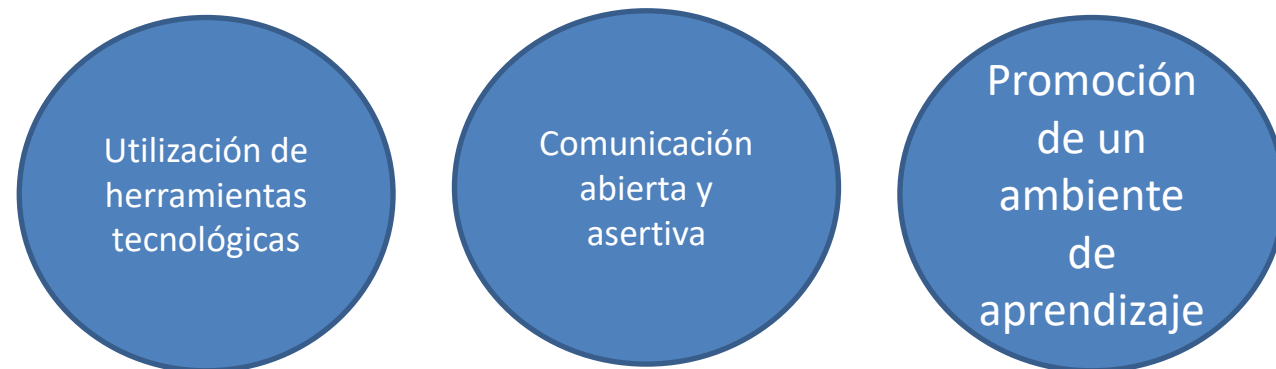 Utilización de
herramientas
tecnológicas
Comunicación
abierta y
asertiva
Promoción
de un
ambiente
de
aprendizaje